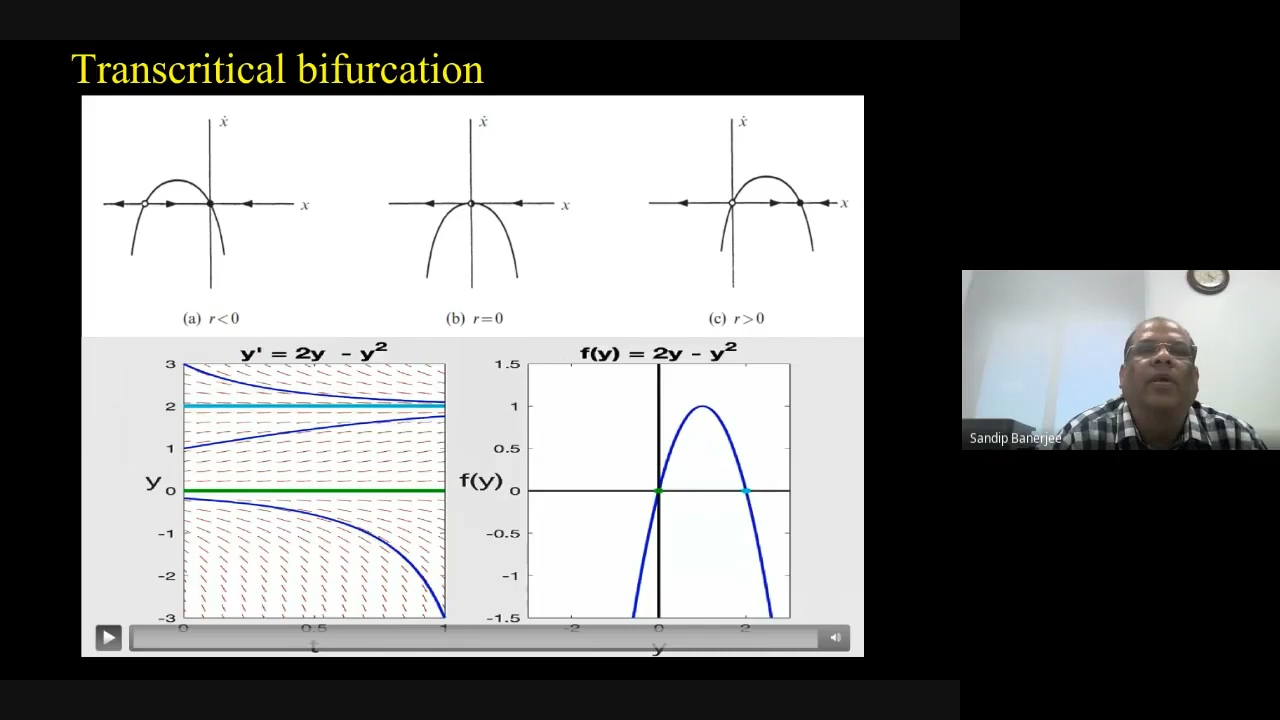 Transcritical bifurcation
ẋ ẋ ẋ
x x x
(a) r<0 (b) r=0 (c) r>0
y' = 2y - y² f(y) = 2y - y²
3 1.5
2 1
1 0.5
y 0 f(y) 0
-1 -0.5
-2 -1
-3 -1.5
0 0.5 1 -2 0 2
t y
Sandip Banerjee